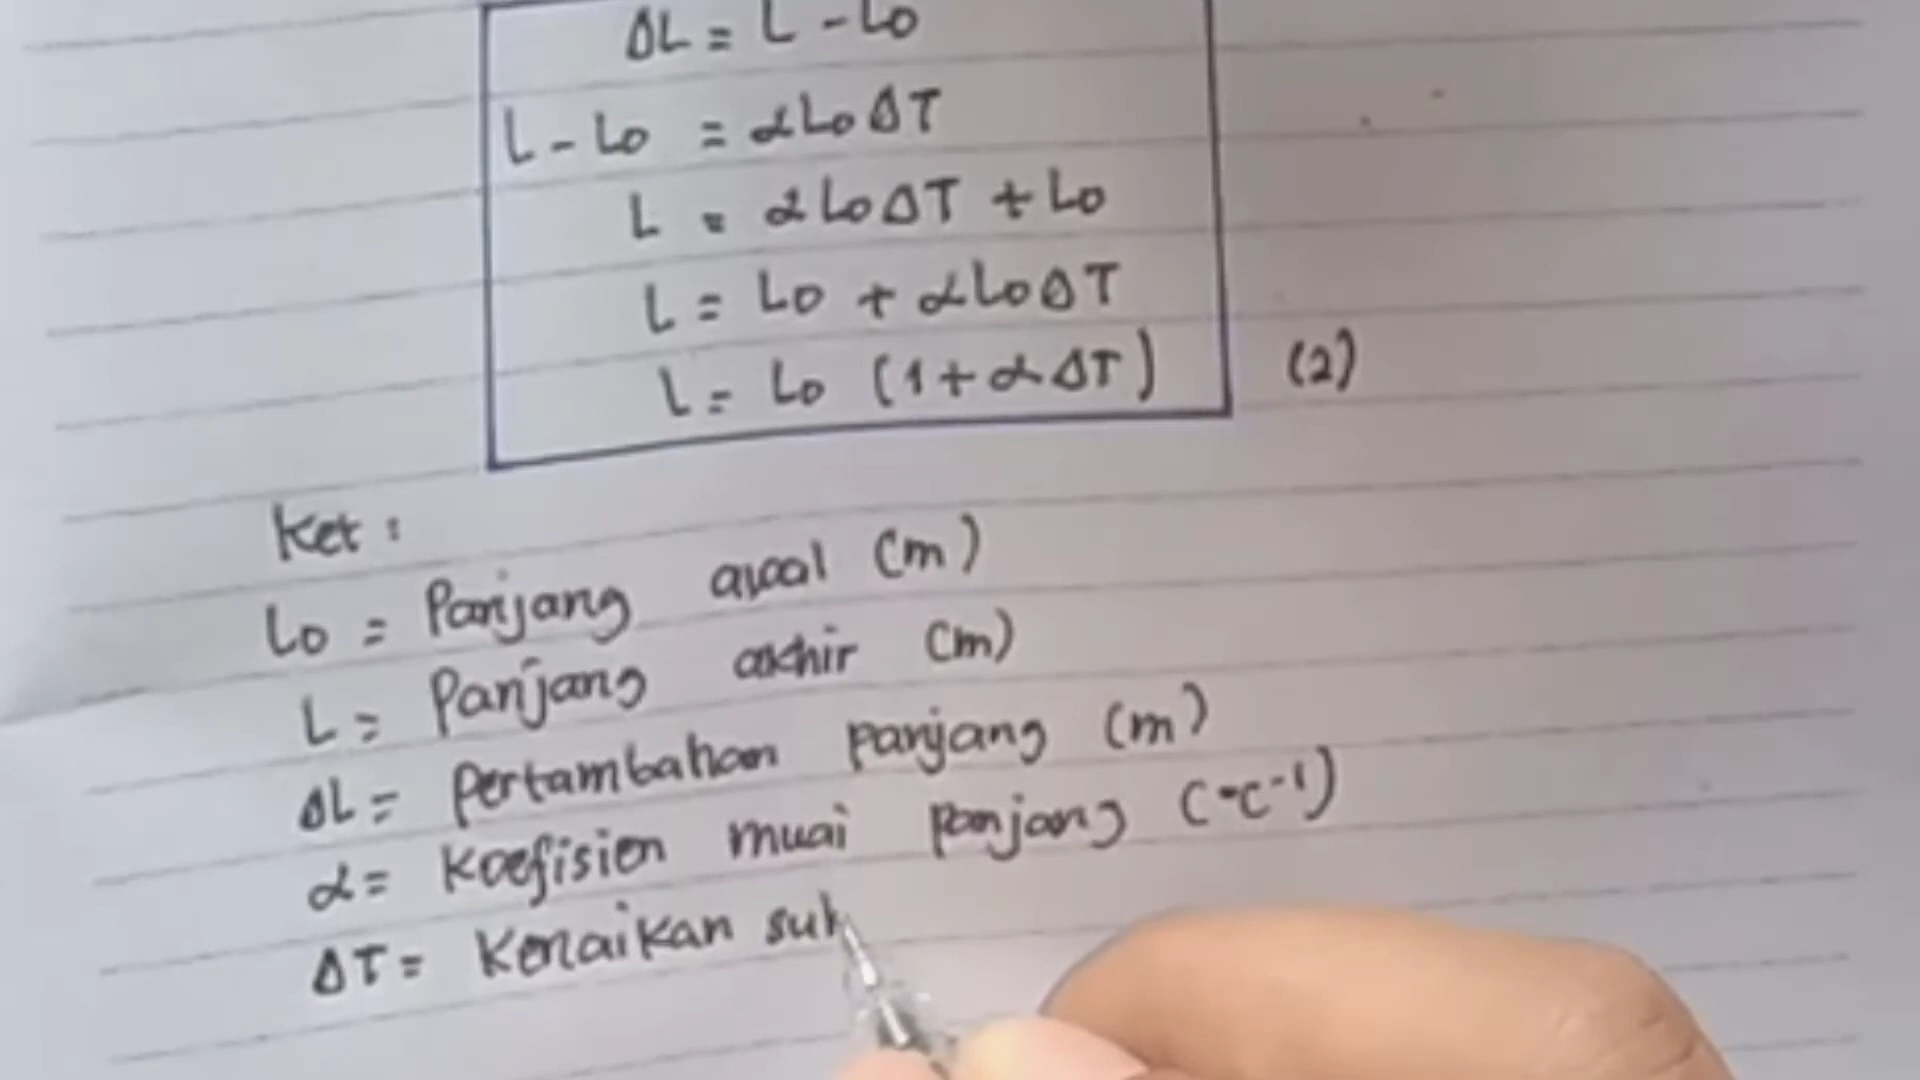 ΔL = L - Lo
L - Lo = αLoΔT
L = αLoΔT + Lo
L = Lo + αLoΔT
L = Lo (1 + αΔT) (2)
Ket :
Lo = Panjang awal (m)
L = Panjang akhir (m)
ΔL = Pertambahan panjang (m)
α = Koefisien muai panjang (°C⁻¹)
ΔT = Kenaikan suh